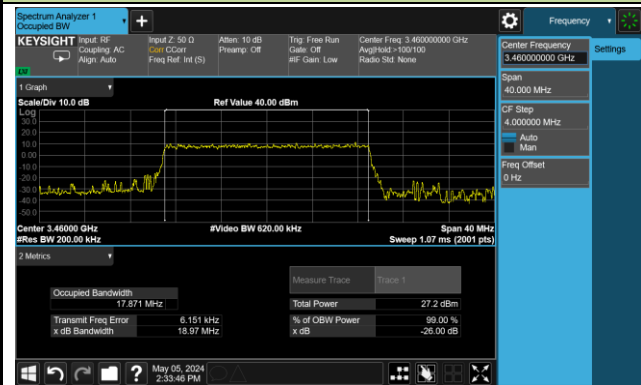 Spectrum Analyzer 1
Occupied BW
Frequency
KEYSIGHT
Input: RF
Coupling: AC
Align: Auto
Input Z: 50 Ω
Corr CCorr
Freq Ref: Int (S)
Atten: 10 dB
Preamp: Off
Trig: Free Run
Gate: Off
#IF Gain: Low
Center Freq: 3.460000000 GHz
Avg|Hold:>100/100
Radio Std: None
LW
Center Frequency
3.460000000 GHz
Settings
Span
40.000 MHz
CF Step
4.000000 MHz
Auto
Man
Freq Offset
0 Hz
1 Graph
Scale/Div 10.0 dB
Ref Value 40.00 dBm
Log
30.0
20.0
10.0
0.00
-10.0
-20.0
-30.0
-40.0
-50.0
Center 3.46000 GHz
#Video BW 620.00 kHz
Span 40 MHz
#Res BW 200.00 kHz
Sweep 1.07 ms (2001 pts)
2 Metrics
Measure Trace
Trace 1
Occupied Bandwidth
17.871 MHz
Total Power
27.2 dBm
Transmit Freq Error
6.151 kHz
% of OBW Power
99.00 %
x dB Bandwidth
18.97 MHz
x dB
-26.00 dB
?
May 05, 2024
2:33:46 PM